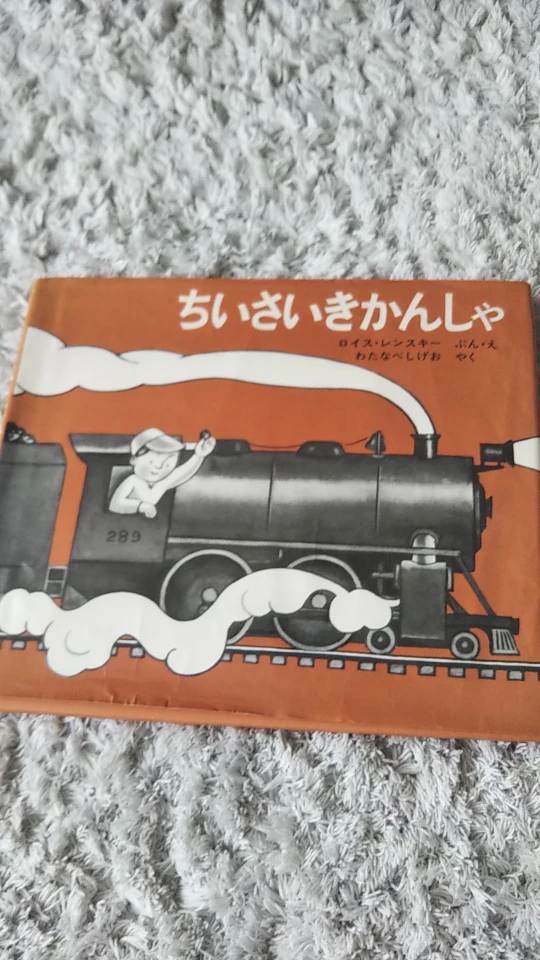 ちいさいきかんしゃ
ロイス・レンスキー ぶん・え
わたなべしげお やく
289